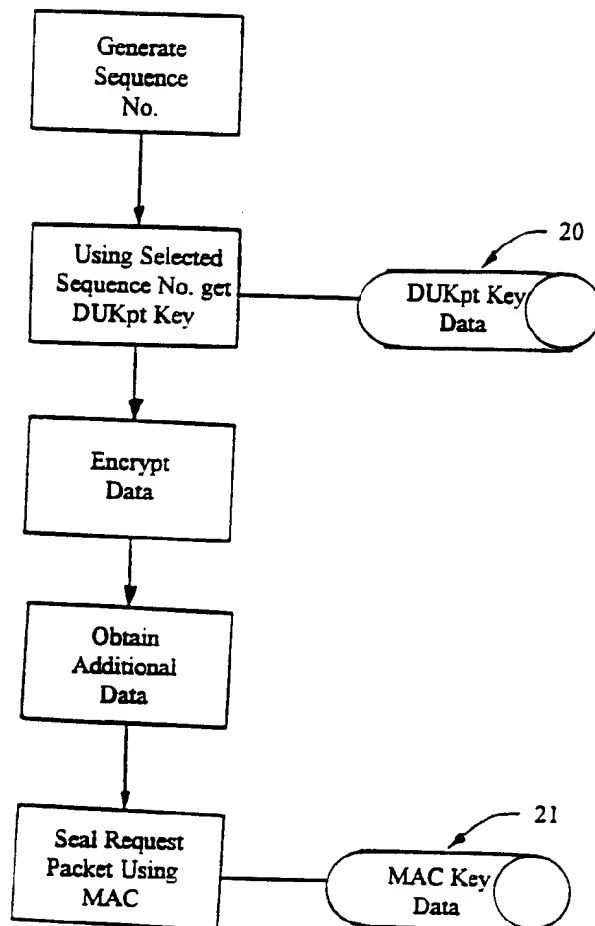 Generate
Sequence
No.
Using Selected
Sequence No. get
DUKpt Key
20
DUKpt Key
Data
Encrypt
Data
Obtain
Additional
Data
Seal Request
Packet Using
MAC
21
MAC Key
Data